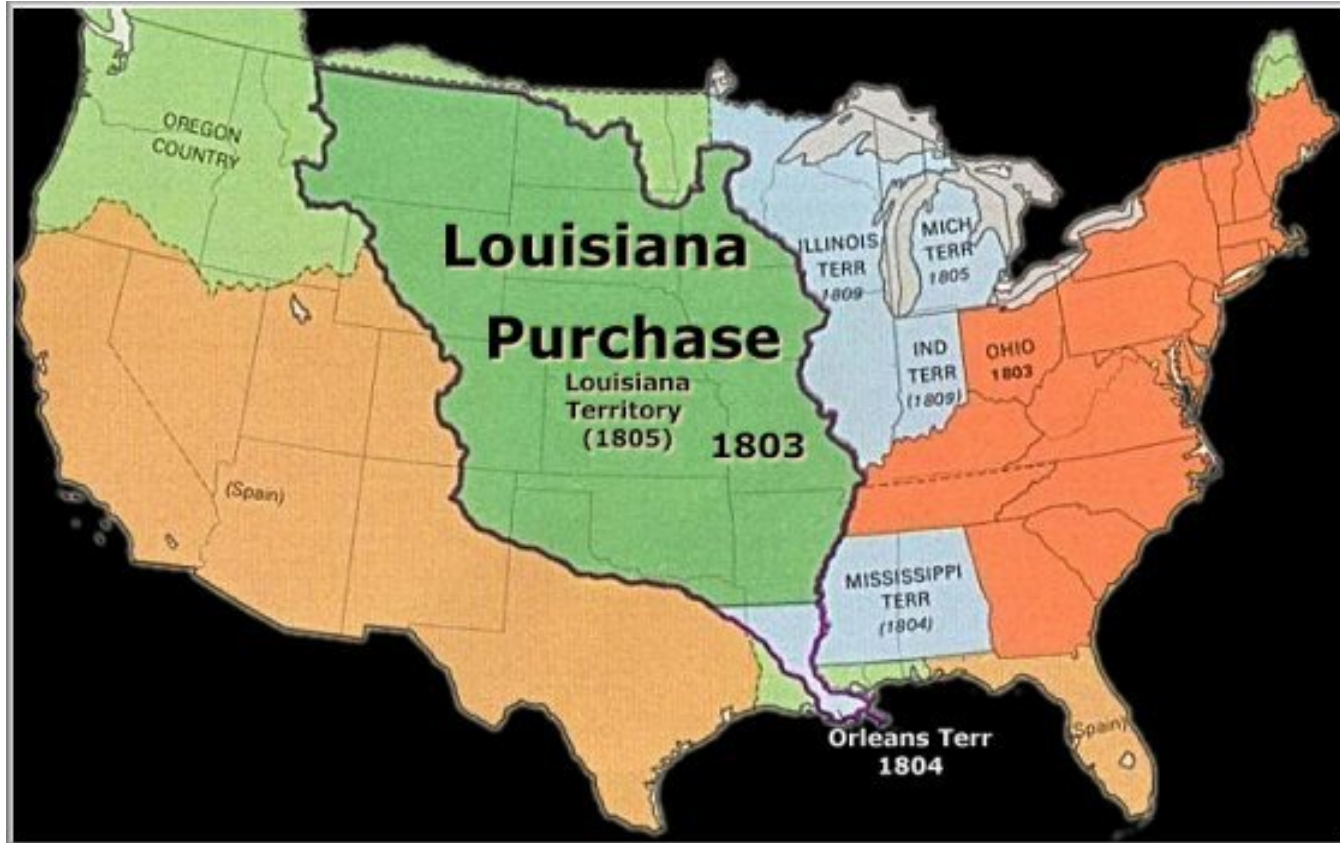 OREGON
COUNTRY
Louisiana
Purchase
Louisiana
Territory
(1805)
1803
ILLINOIS
TERR
1809
MICH
TERR
1805
IND
TERR
(1809)
OHIO
1803
(Spain)
MISSISSIPPI
TERR
(1804)
(Spain)
Orleans Terr
1804